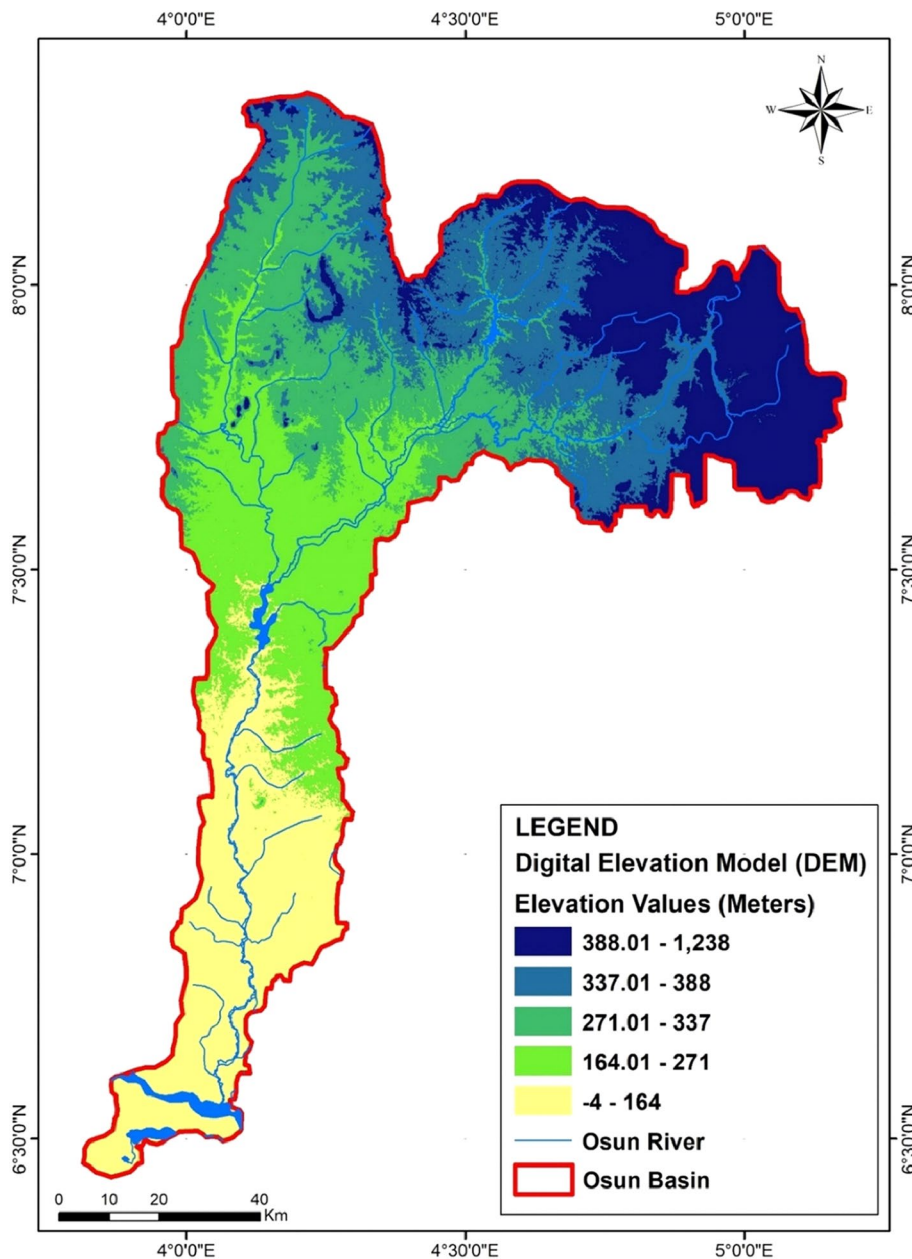 4°0'0"E 4°30'0"E 5°0'0"E
N
W E
S
8°0'0"N 8°0'0"N
7°30'0"N 7°30'0"N
7°0'0"N 7°0'0"N
6°30'0"N 6°30'0"N
LEGEND
Digital Elevation Model (DEM)
Elevation Values (Meters)
388.01 - 1,238
337.01 - 388
271.01 - 337
164.01 - 271
-4 - 164
Osun River
Osun Basin
0 10 20 40
Km
4°0'0"E 4°30'0"E 5°0'0"E